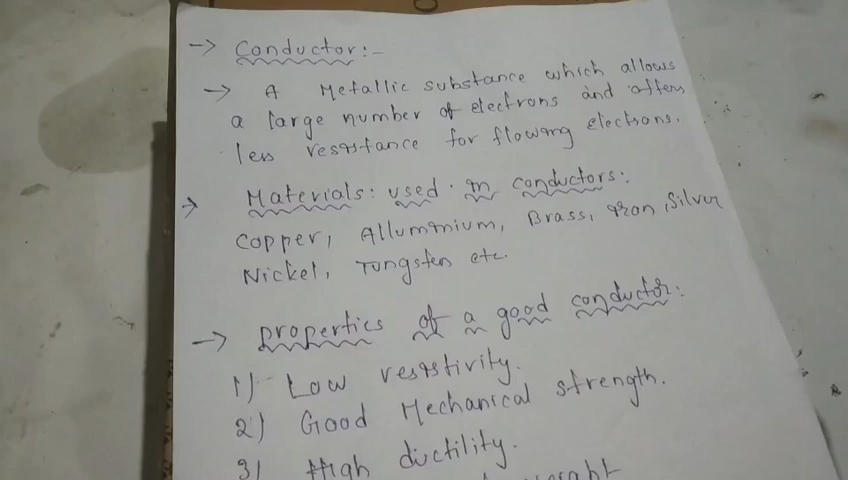 → Conductor:-
→ A Metallic substance which allows
a large number of electrons and offers
less resistance for flowing electrons.
→ Materials: used in conductors:
Copper, Alluminium, Brass, Iron, Silver
Nickel, Tungsten etc.
→ properties of a good conductor:
1) Low resistivity.
2) Good Mechanical strength.
3) High ductility.